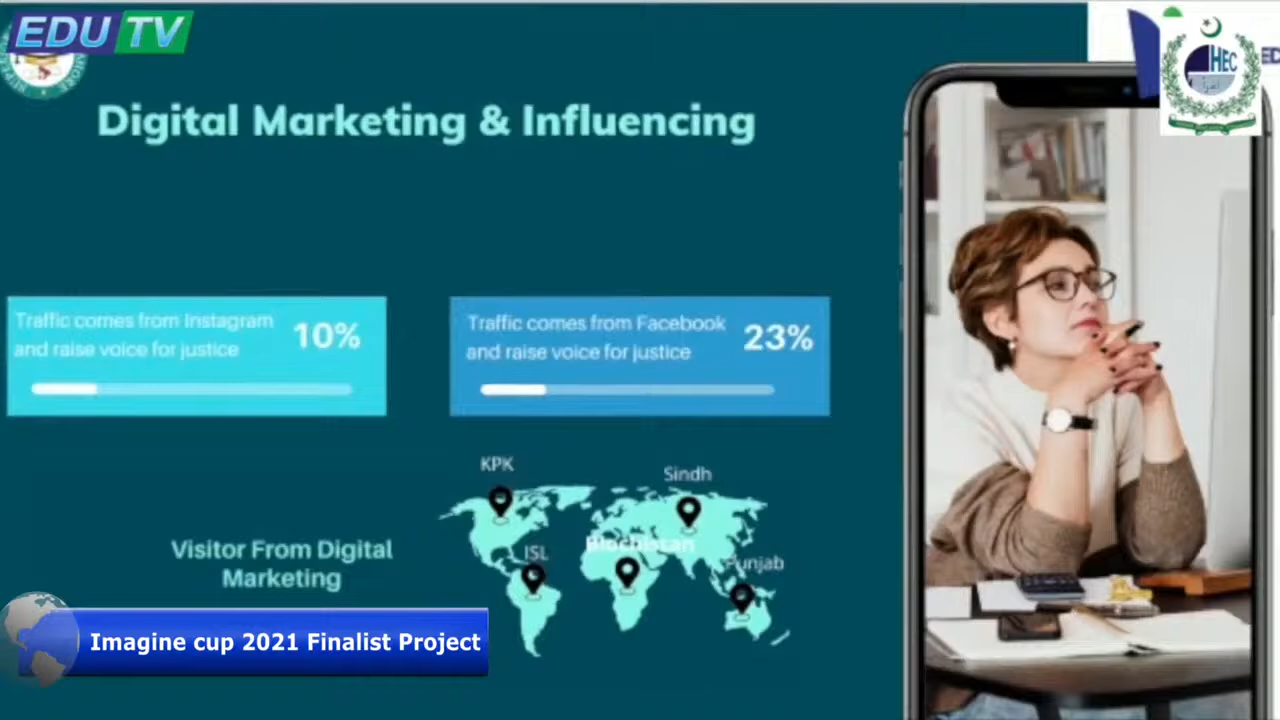 EDU TV
HEC
Digital Marketing & Influencing
Traffic comes from Instagram
and raise voice for justice
10%
Traffic comes from Facebook
and raise voice for justice
23%
KPK
Sindh
ISL
Blochistan
Punjab
Visitor From Digital
Marketing
Imagine cup 2021 Finalist Project